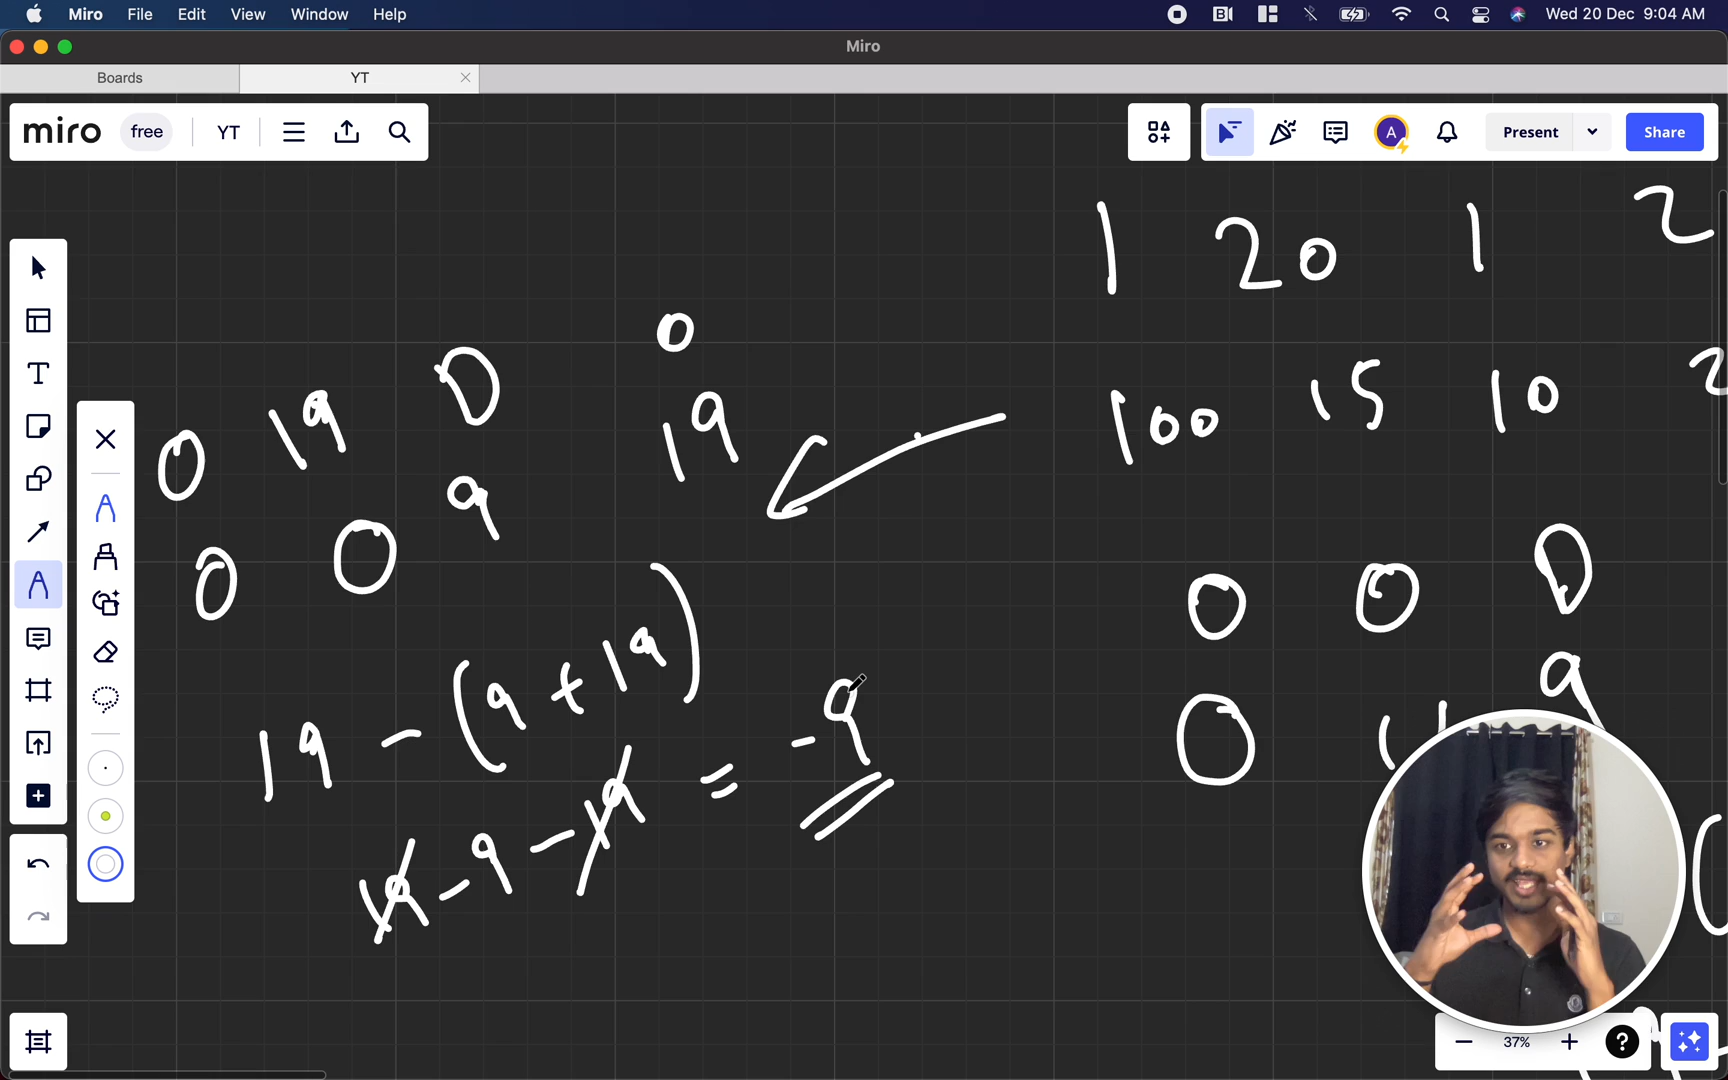 Miro File Edit View Window Help
Wed 20 Dec 9:04 AM
Miro
Boards
YT
miro free YT
Present
Share
A
1 20 1 2
0
0 19 0 19
100 15 10 2
0 0 9
0 0 0
19 - (9 + 19)
19 - 9 - 19 = -9
0 9
37%
?